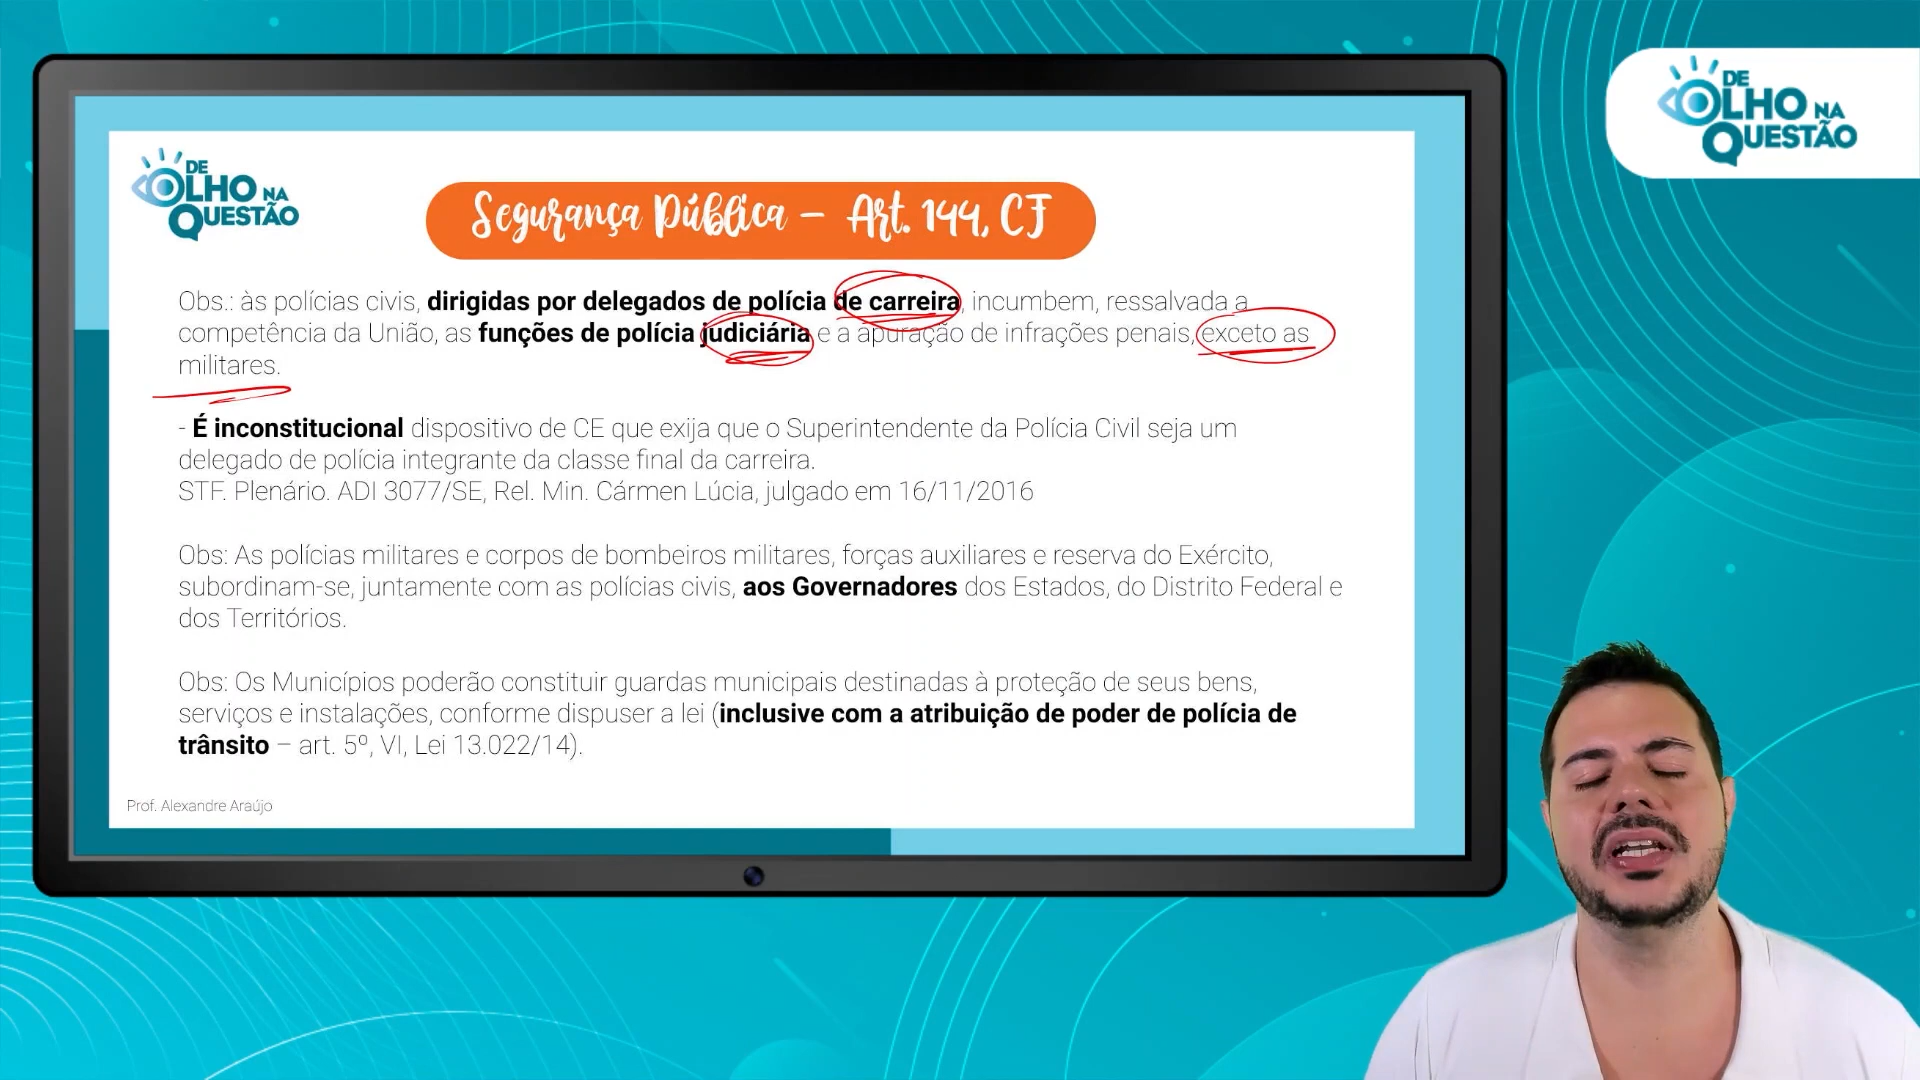 DE
OLHO NA
QUESTÃO
DE
OLHO NA
QUESTÃO
Segurança Pública – Art. 144, CF
Obs.: às polícias civis, dirigidas por delegados de polícia de carreira, incumbem, ressalvada a
competência da União, as funções de polícia judiciária e a apuração de infrações penais, exceto as
militares.
- É inconstitucional dispositivo de CE que exija que o Superintendente da Polícia Civil seja um
delegado de polícia integrante da classe final da carreira.
STF. Plenário. ADI 3077/SE, Rel. Min. Cármen Lúcia, julgado em 16/11/2016
Obs: As polícias militares e corpos de bombeiros militares, forças auxiliares e reserva do Exército,
subordinam-se, juntamente com as polícias civis, aos Governadores dos Estados, do Distrito Federal e
dos Territórios.
Obs: Os Municípios poderão constituir guardas municipais destinadas à proteção de seus bens,
serviços e instalações, conforme dispuser a lei (inclusive com a atribuição de poder de polícia de
trânsito – art. 5º, VI, Lei 13.022/14).
Prof. Alexandre Araújo